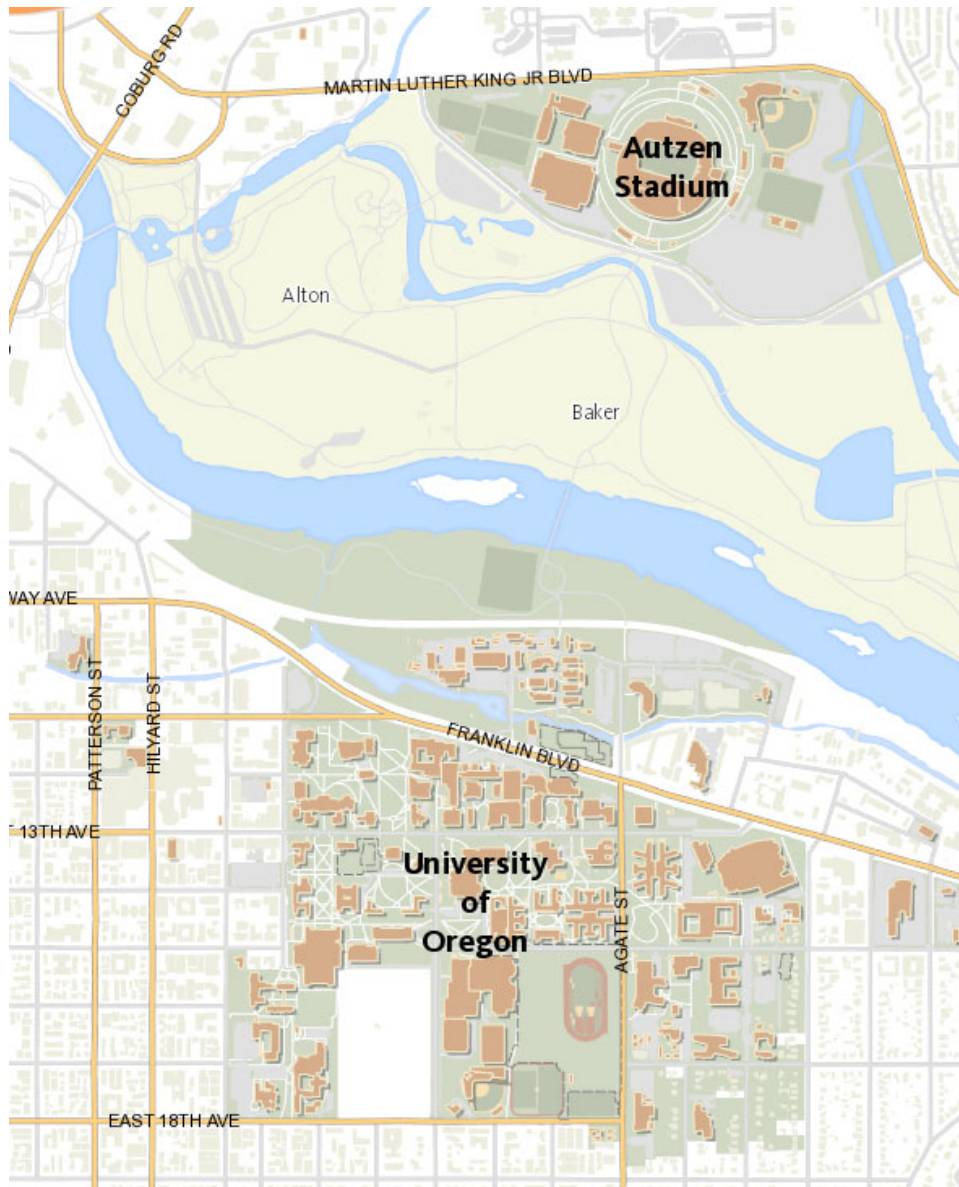 COBURG RD
MARTIN LUTHER KING JR BLVD
Autzen
Stadium
Alton
Baker
WAY AVE
PATTERSON ST
HILYARD ST
FRANKLIN BLVD
13TH AVE
University
of
Oregon
AGATE ST
EAST 18TH AVE